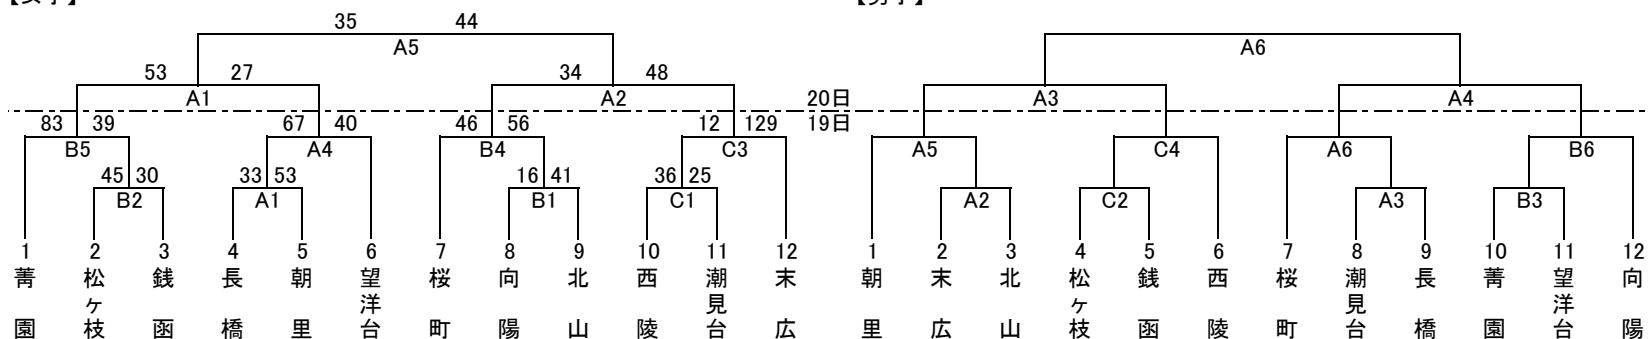 35 44
A5 A6
53 27 34 48
A1 A2 20日 A3 A4
83 39 67 40 46 56 12 129 19日
B5 A4 B4 C3 A5 C4 A6 B6
45 30 33 53 16 41 36 25
B2 A1 B1 C1 A2 C2 A3 B3
1 2 3 4 5 6 7 8 9 10 11 12 1 2 3 4 5 6 7 8 9 10 11 12
菁園 松ヶ枝 銭函 長橋 朝里 望洋台 桜町 向陽 北山 西陵 潮見台 末広 朝里 末広 北山 松ヶ枝 銭函 西陵 桜町 潮見台 長橋 菁園 望洋台 向陽